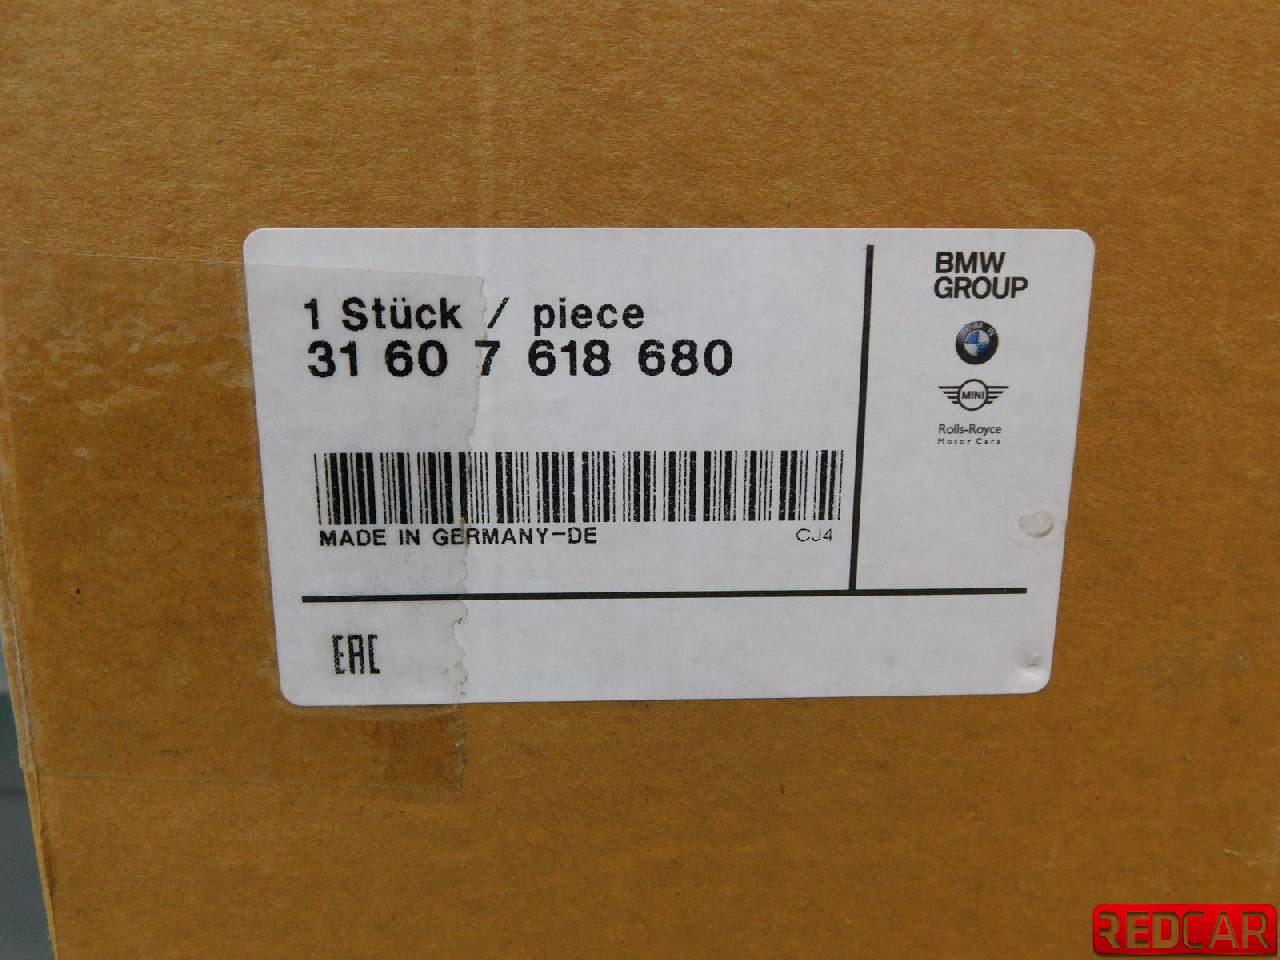 1 Stück / piece
31 60 7 618 680
MADE IN GERMANY-DE
CJ4
EAC
BMW
GROUP
MINI
Rolls-Royce
Motor Cars
REDCAR